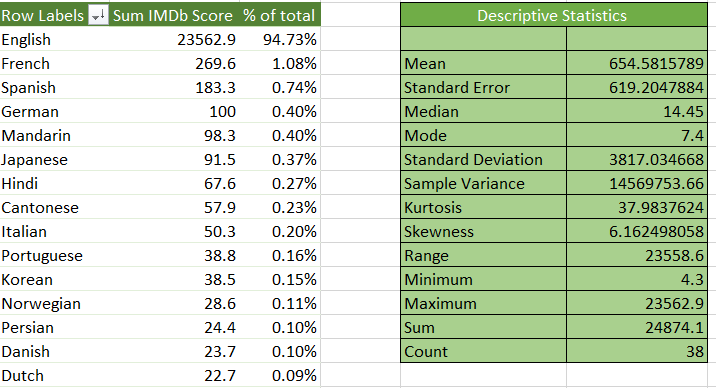 Row Labels Sum IMDb Score % of total
English 23562.9 94.73%
French 269.6 1.08%
Spanish 183.3 0.74%
German 100 0.40%
Mandarin 98.3 0.40%
Japanese 91.5 0.37%
Hindi 67.6 0.27%
Cantonese 57.9 0.23%
Italian 50.3 0.20%
Portuguese 38.8 0.16%
Korean 38.5 0.15%
Norwegian 28.6 0.11%
Persian 24.4 0.10%
Danish 23.7 0.10%
Dutch 22.7 0.09%
Descriptive Statistics
Mean 654.5815789
Standard Error 619.2047884
Median 14.45
Mode 7.4
Standard Deviation 3817.034668
Sample Variance 14569753.66
Kurtosis 37.9837624
Skewness 6.162498058
Range 23558.6
Minimum 4.3
Maximum 23562.9
Sum 24874.1
Count 38